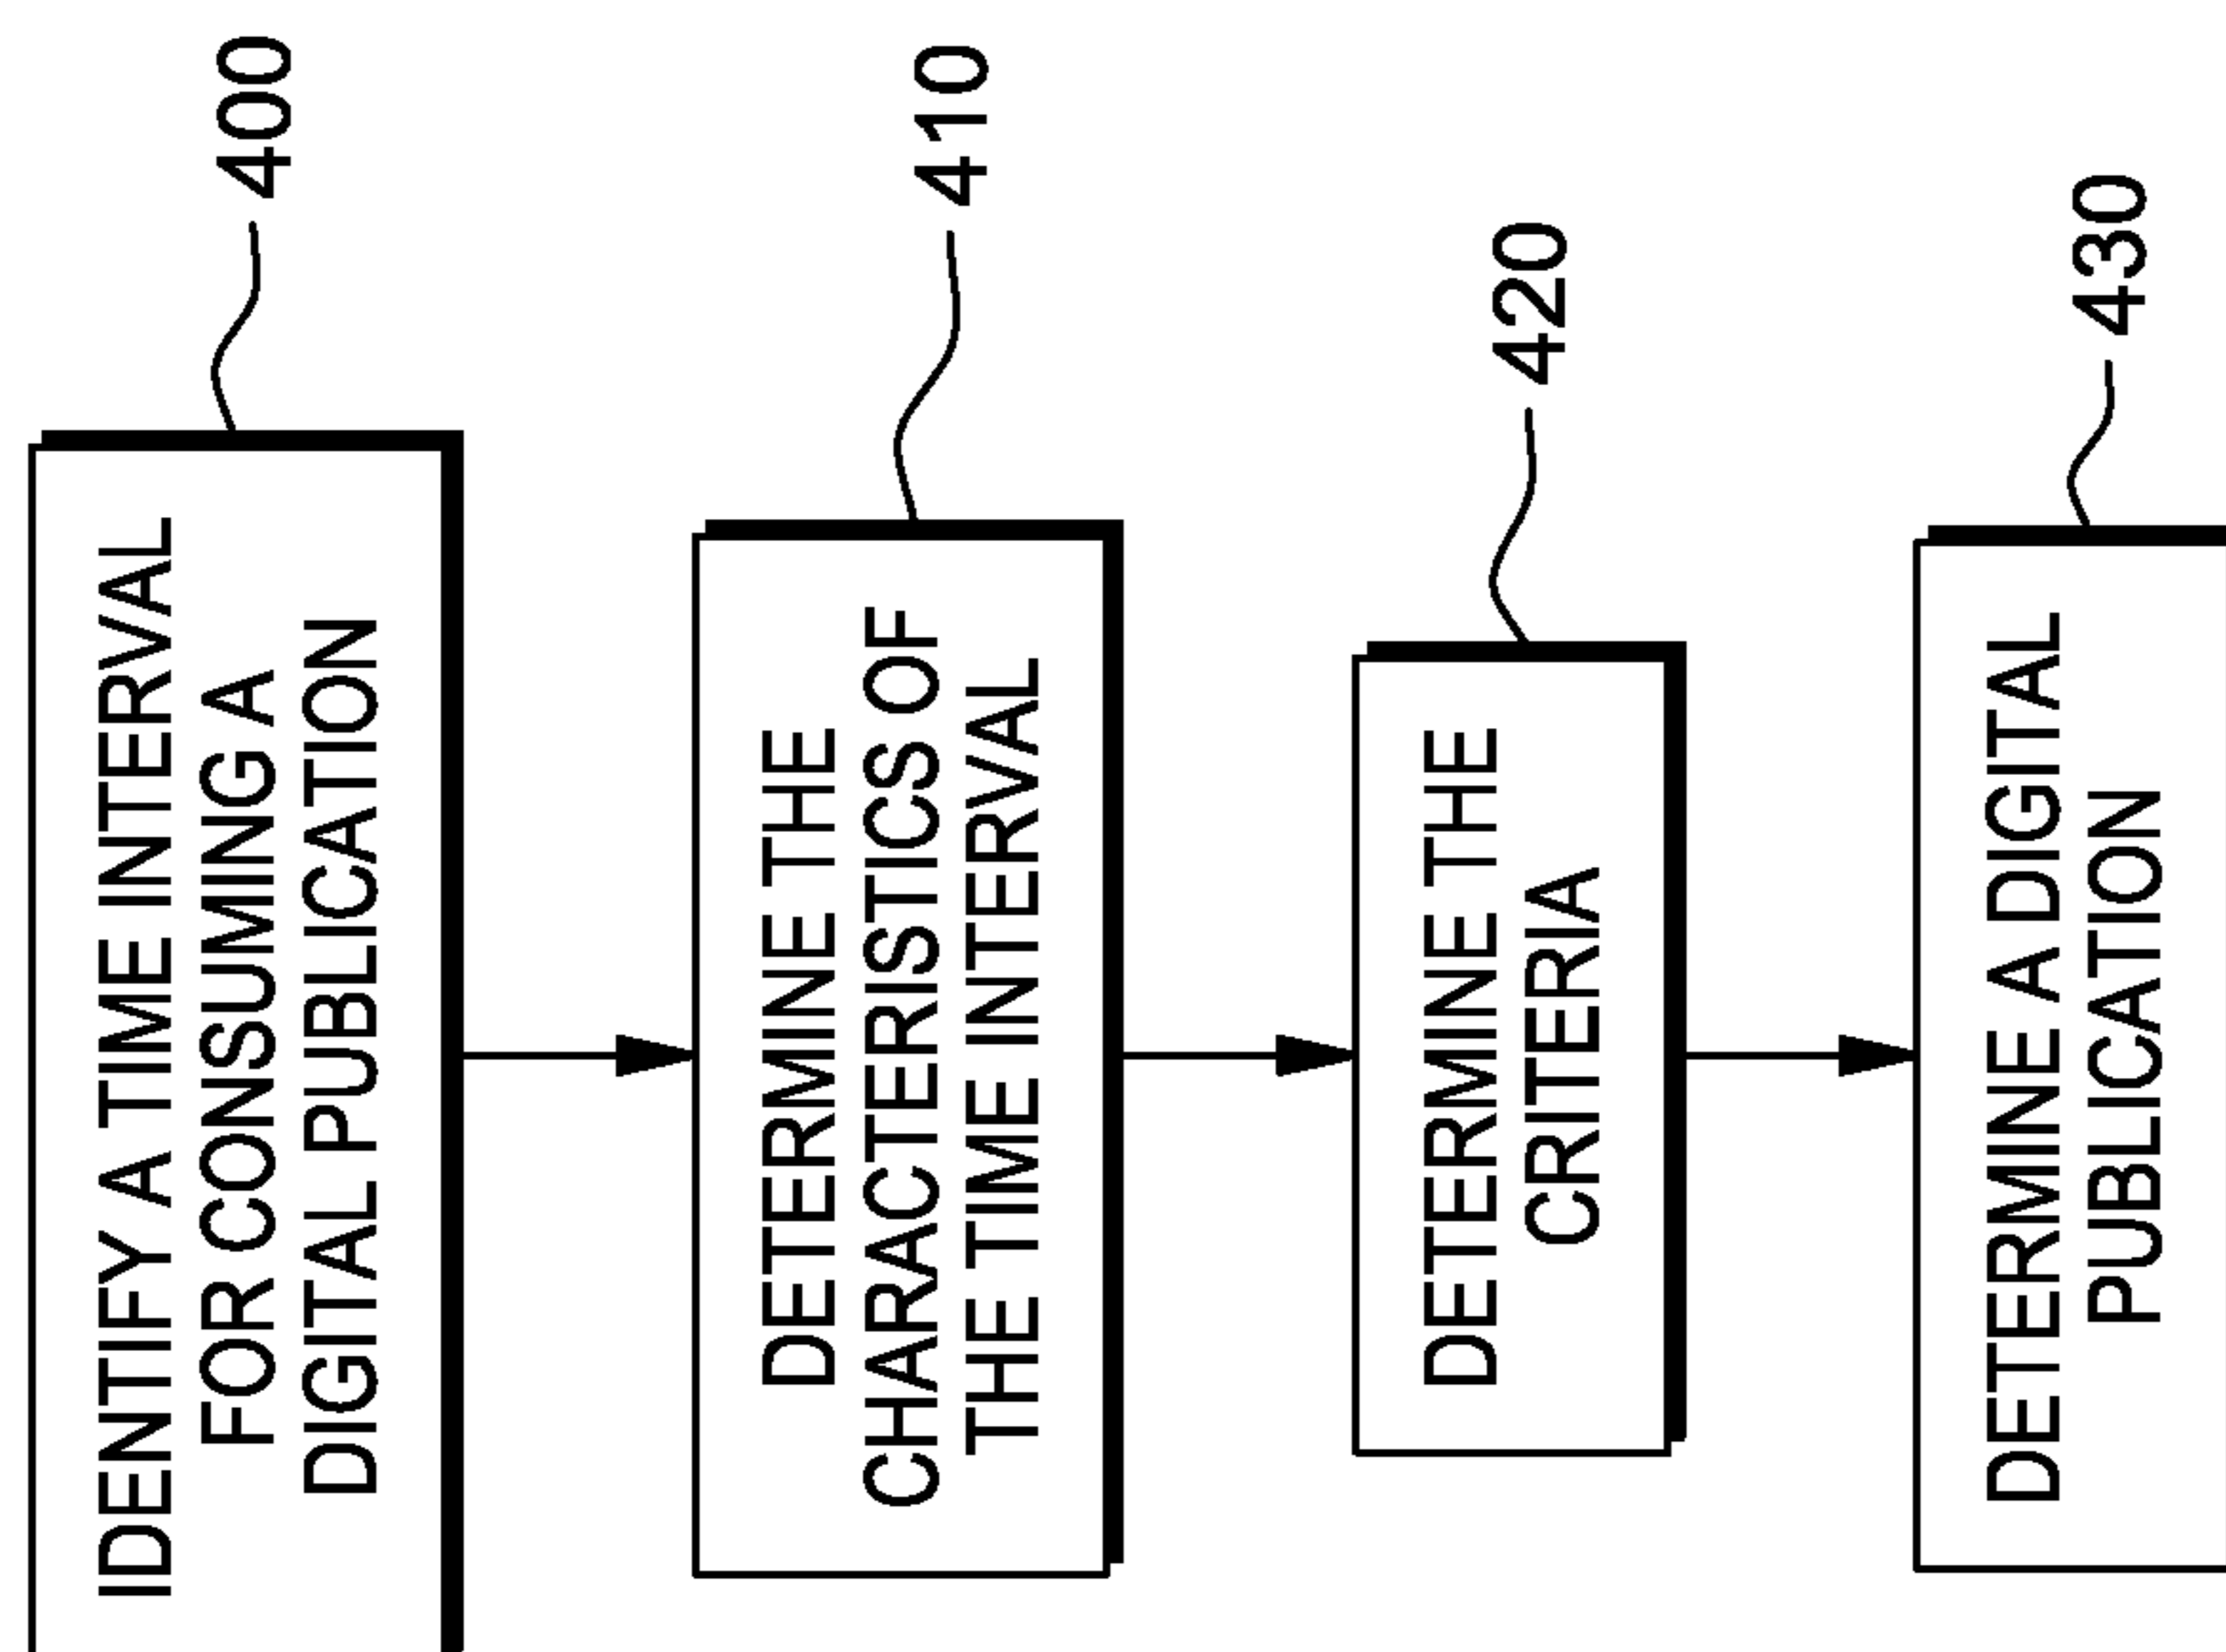 IDENTIFY A TIME INTERVAL
FOR CONSUMING A
DIGITAL PUBLICATION
400
DETERMINE THE
CHARACTERISTICS OF
THE TIME INTERVAL
410
DETERMINE THE
CRITERIA
420
DETERMINE A DIGITAL
PUBLICATION
430